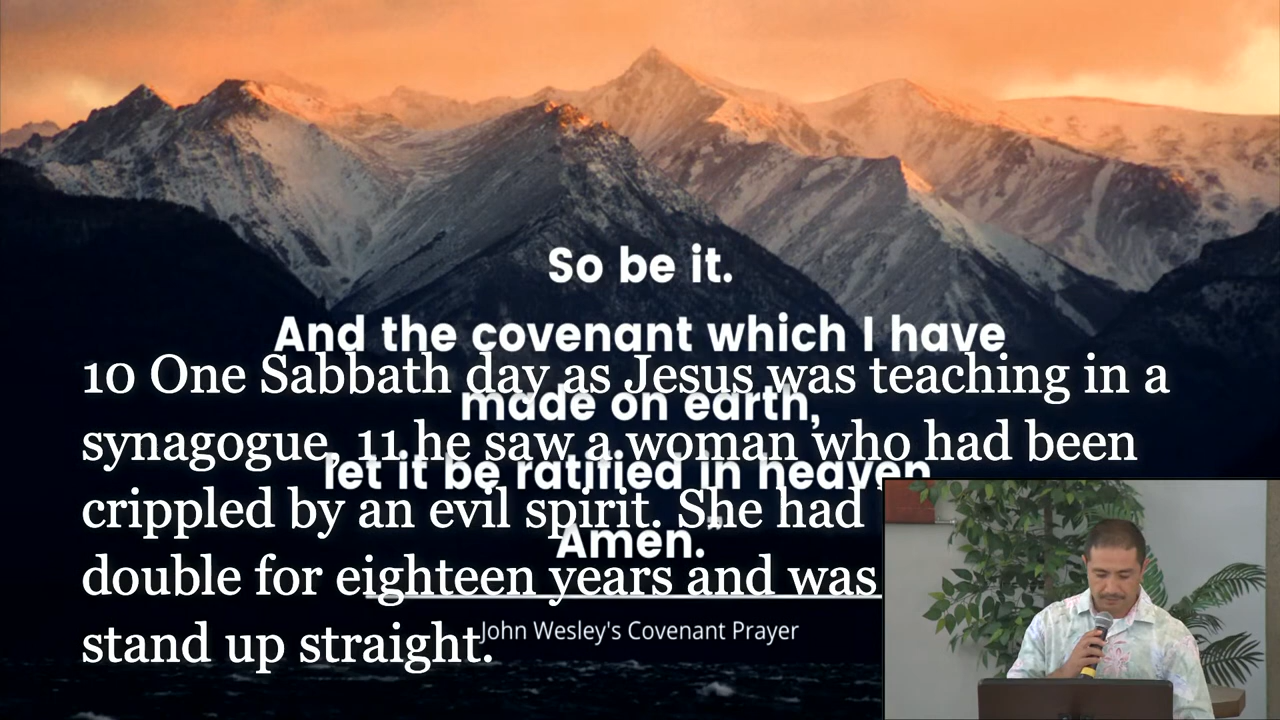 So be it.
And the covenant which I have
made on earth,
let it be ratified in heaven.
Amen."
John Wesley's Covenant Prayer
10 One Sabbath day as Jesus was teaching in a
synagogue, 11 he saw a woman who had been
crippled by an evil spirit. She had
double for eighteen years and was
stand up straight.